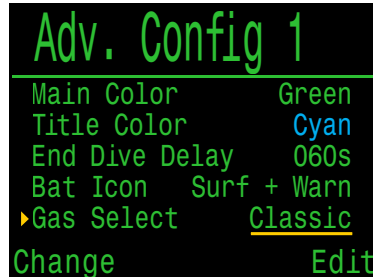 Adv. Config 1
Main Color Green
Title Color Cyan
End Dive Delay 060s
Bat Icon Surf + Warn
Gas Select Classic
Change Edit